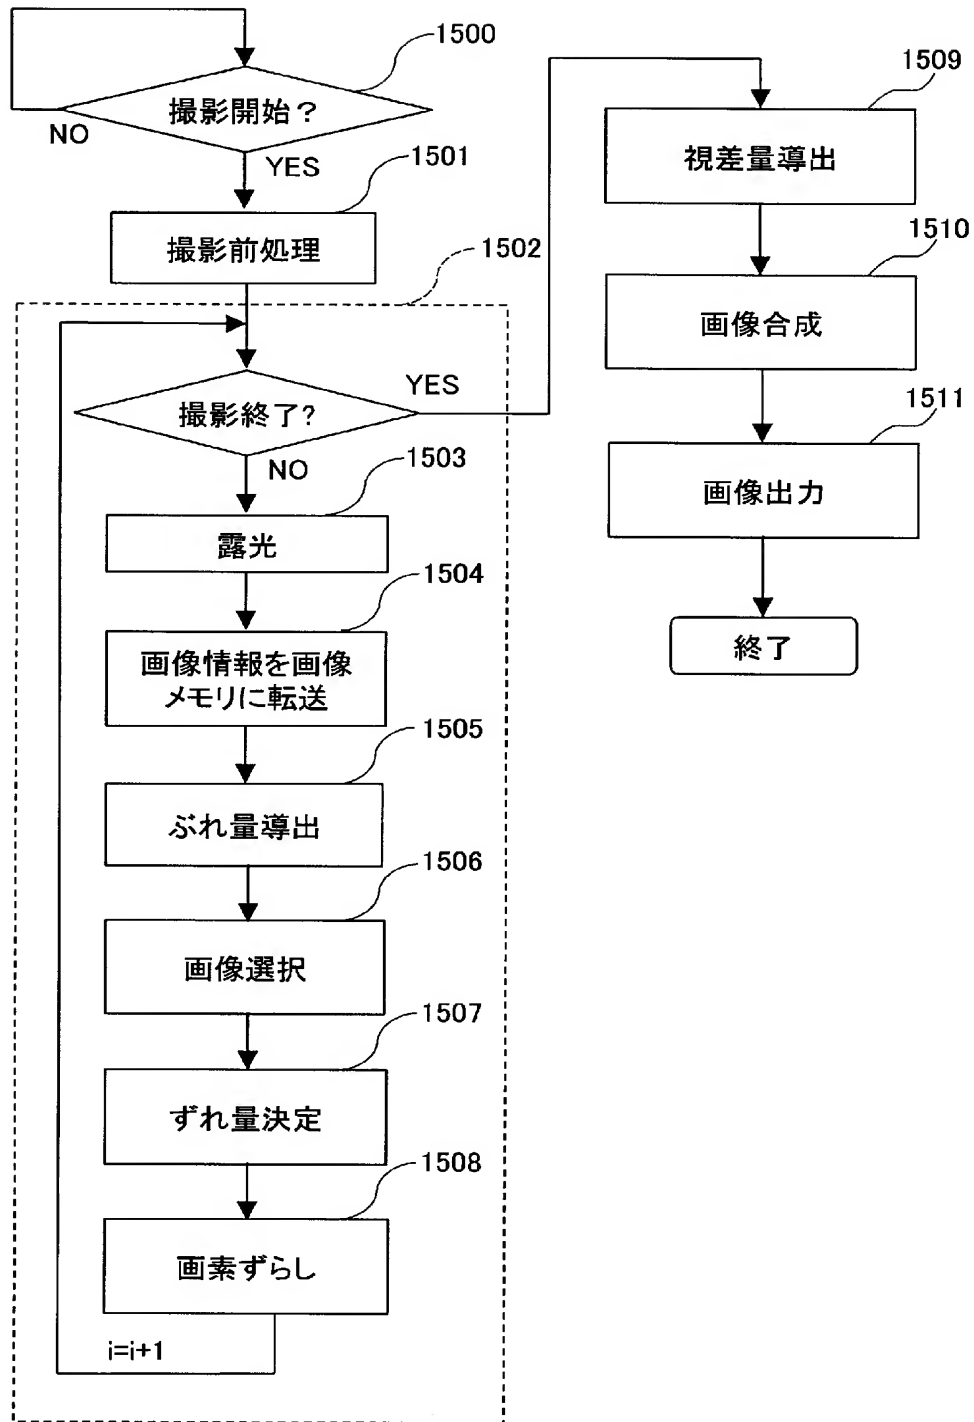 1500
撮影開始？
NO
YES
1501
撮影前処理
1502
撮影終了?
YES
NO
1503
露光
1504
画像情報を画像
メモリに転送
1505
ぶれ量導出
1506
画像選択
1507
ずれ量決定
1508
画素ずらし
i=i+1
1509
視差量導出
1510
画像合成
1511
画像出力
終了